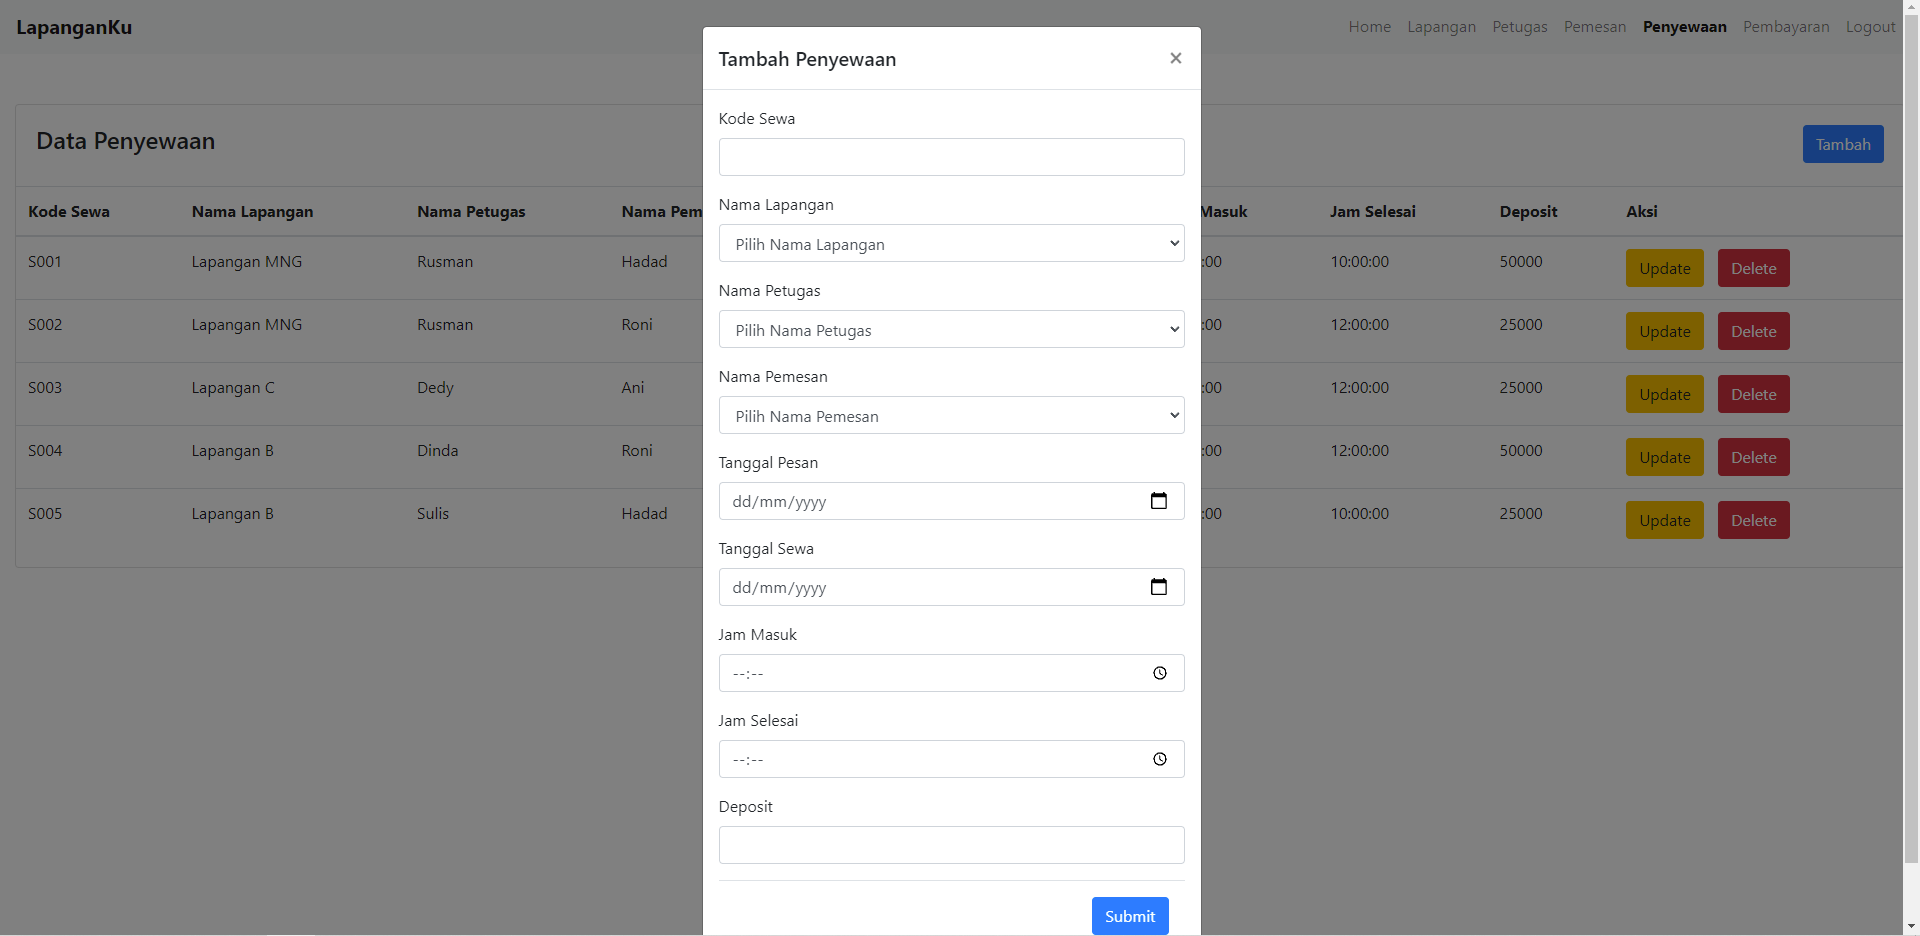 LapanganKu
Home Lapangan Petugas Pemesan Penyewaan Pembayaran Logout
Data Penyewaan
Tambah
Kode Sewa Nama Lapangan Nama Petugas Nama Pem Masuk Jam Selesai Deposit Aksi
S001 Lapangan MNG Rusman Hadad :00 10:00:00 50000 Update Delete
S002 Lapangan MNG Rusman Roni :00 12:00:00 25000 Update Delete
S003 Lapangan C Dedy Ani :00 12:00:00 25000 Update Delete
S004 Lapangan B Dinda Roni :00 12:00:00 50000 Update Delete
S005 Lapangan B Sulis Hadad :00 10:00:00 25000 Update Delete
Tambah Penyewaan ×
Kode Sewa
Nama Lapangan
Pilih Nama Lapangan
Nama Petugas
Pilih Nama Petugas
Nama Pemesan
Pilih Nama Pemesan
Tanggal Pesan
dd/mm/yyyy
Tanggal Sewa
dd/mm/yyyy
Jam Masuk
--:--
Jam Selesai
--:--
Deposit
Submit